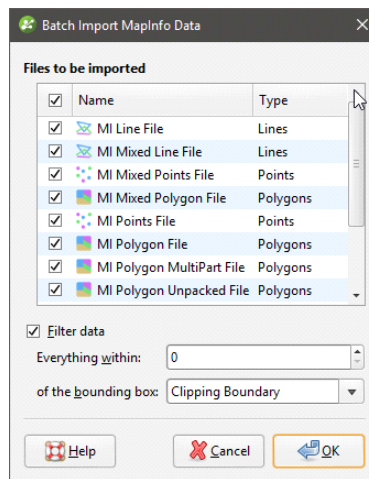 Batch Import MapInfo Data
Files to be imported
Name Type
MI Line File Lines
MI Mixed Line File Lines
MI Mixed Points File Points
MI Mixed Polygon File Polygons
MI Points File Points
MI Polygon File Polygons
MI Polygon MultiPart File Polygons
MI Polygon Unpacked File Polygons
Filter data
Everything within: 0
of the bounding box: Clipping Boundary
Help Cancel OK